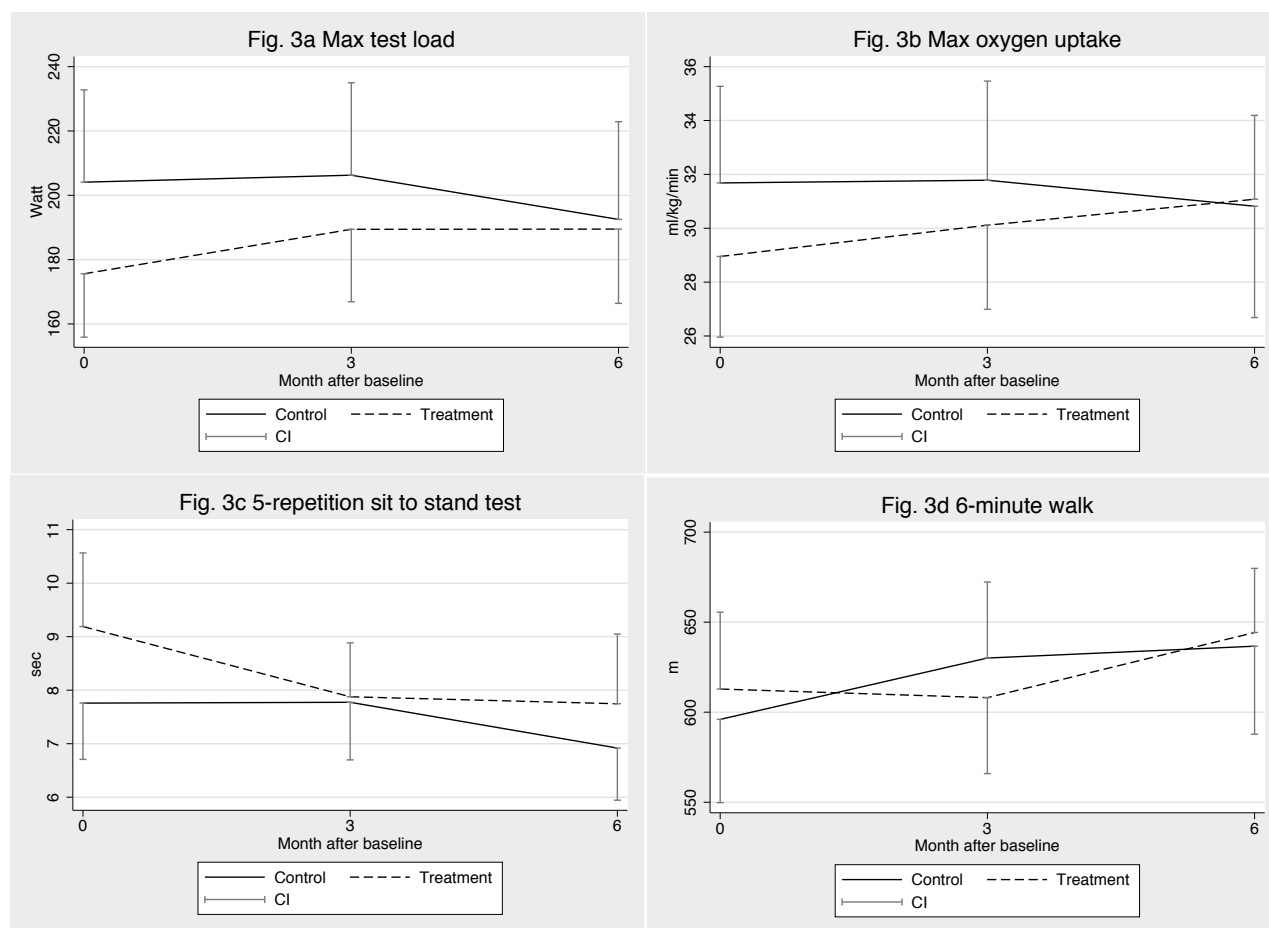 Fig. 3a Max test load
Watt
240
220
200
180
160
0 3 6
Month after baseline
Control Treatment
CI
Fig. 3b Max oxygen uptake
ml/kg/min
36
34
32
30
28
26
0 3 6
Month after baseline
Control Treatment
CI
Fig. 3c 5-repetition sit to stand test
sec
11
10
9
8
7
6
0 3 6
Month after baseline
Control Treatment
CI
Fig. 3d 6-minute walk
m
700
650
600
550
0 3 6
Month after baseline
Control Treatment
CI